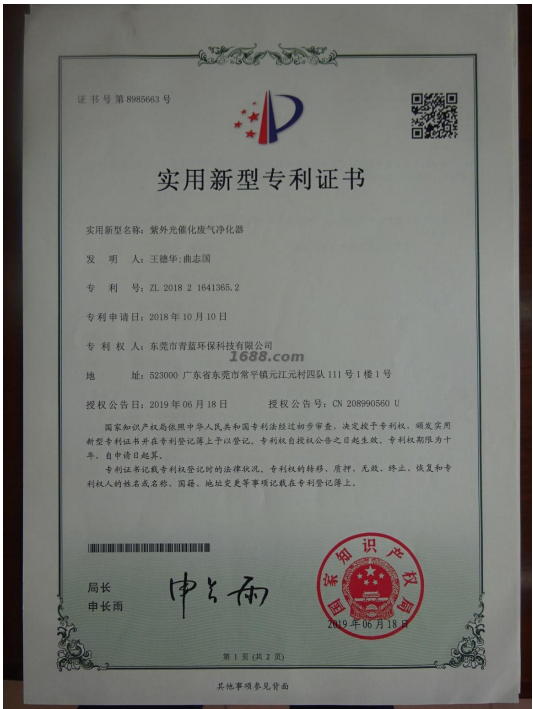 证书号第8985663号
实用新型专利证书
实用新型名称：紫外光催化废气净化器
发明人：王德华;曲志国
专利号：ZL 2018 2 1641365.2
专利申请日：2018年10月10日
专利权人：东莞市青蓝环保科技有限公司
1688.com
地址：523000 广东省东莞市常平镇元江元村四队111号1楼1号
授权公告日：2019年06月18日 授权公告号：CN 208990560 U
国家知识产权局依照中华人民共和国专利法经过初步审查，决定授予专利权，颁发实用
新型专利证书并在专利登记簿上予以登记。专利权自授权公告之日起生效。专利权期限为十
年，自申请日起算。
专利证书记载专利权登记时的法律状况。专利权的转移、质押、无效、终止、恢复和专
利权人的姓名或名称、国籍、地址变更等事项记载在专利登记簿上。
局长
申长雨
申长雨
国家知识产权局
2019年06月18日
第1页（共2页）
其他事项参见背面